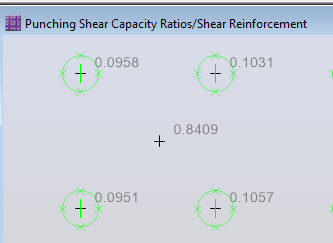 Punching Shear Capacity Ratios/Shear Reinforcement
0.0958 0.1031
0.8409
0.0951 0.1057